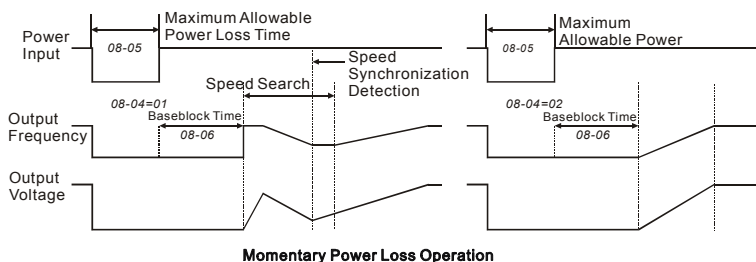 Maximum Allowable
Power Loss Time
Power
Input
08-05
Speed
Synchronization
Detection
Speed Search
08-04=01
Baseblock Time
08-06
Output
Frequency
Output
Voltage
Maximum
Allowable Power
08-05
08-04=02
Baseblock Time
08-06
Momentary Power Loss Operation